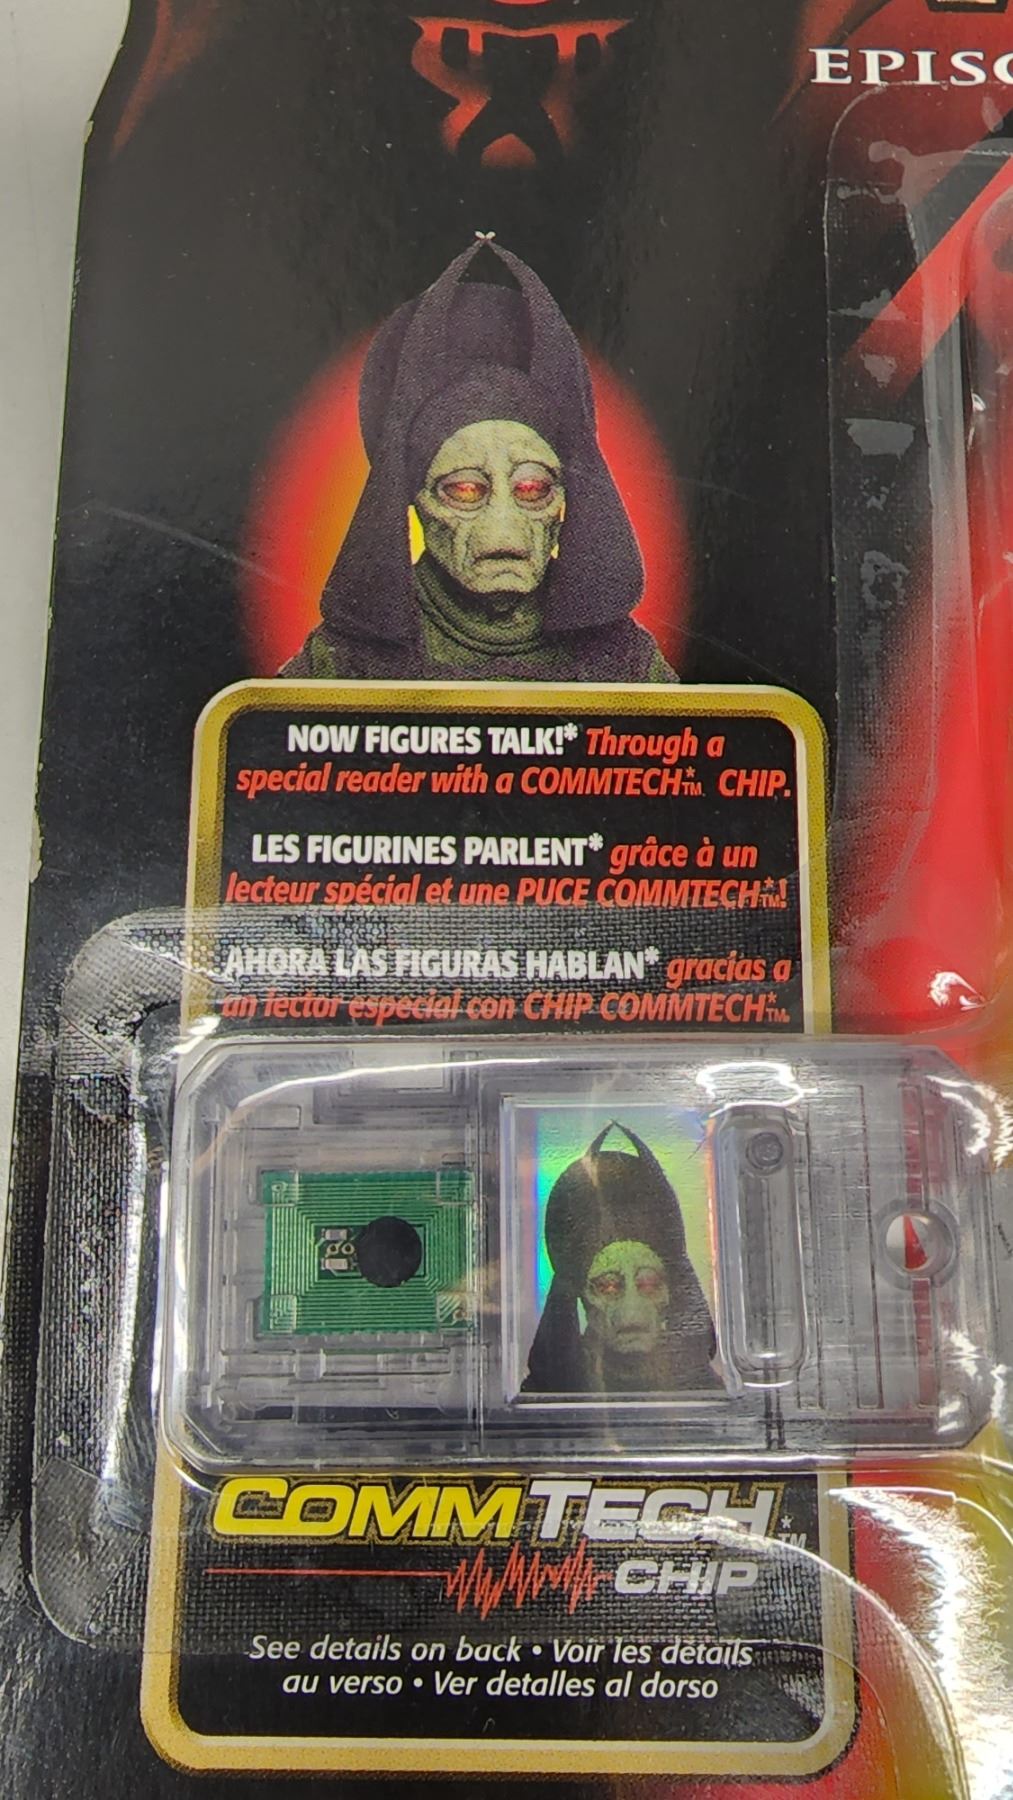 EPISO
NOW FIGURES TALK!* Through a
special reader with a COMMTECH*™ CHIP.
LES FIGURINES PARLENT* grâce à un
lecteur spécial et une PUCE COMMTECH*™!
AHORA LAS FIGURAS HABLAN* gracias a
un lector especial con CHIP COMMTECH*™.
COMMTECH*™
CHIP
See details on back • Voir les détails
au verso • Ver detalles al dorso